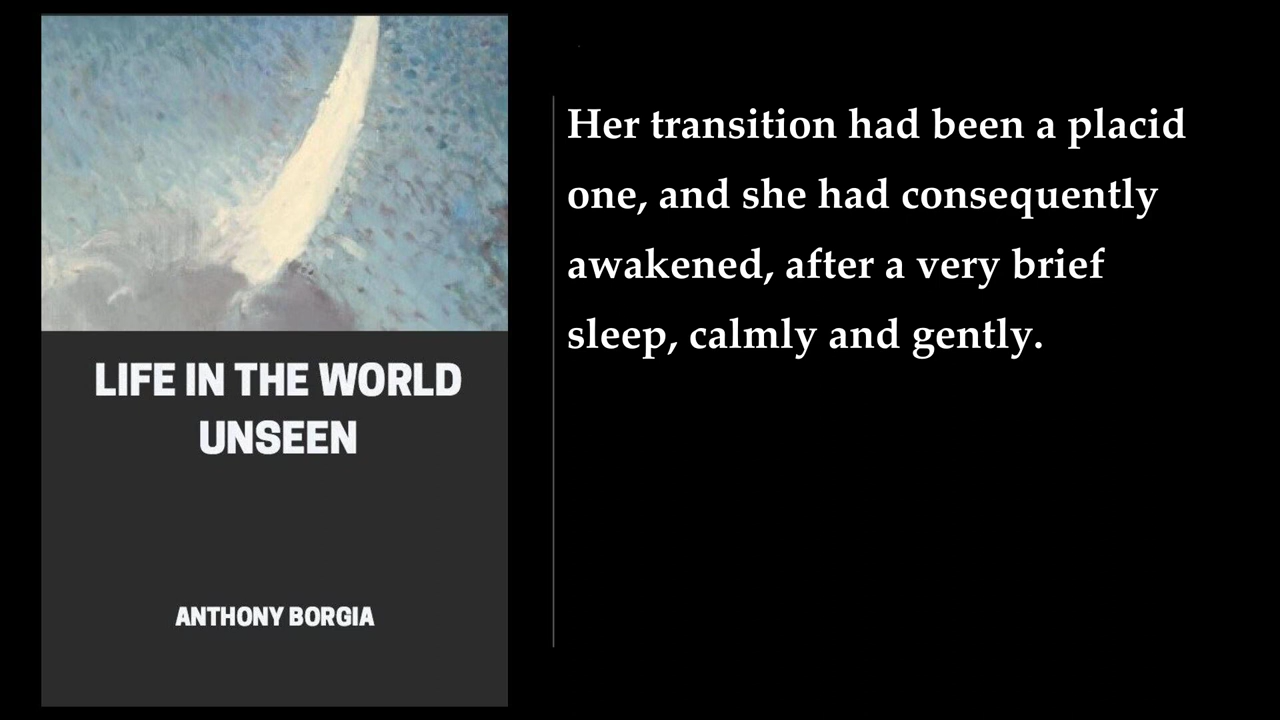 LIFE IN THE WORLD
UNSEEN
ANTHONY BORGIA
Her transition had been a placid
one, and she had consequently
awakened, after a very brief
sleep, calmly and gently.